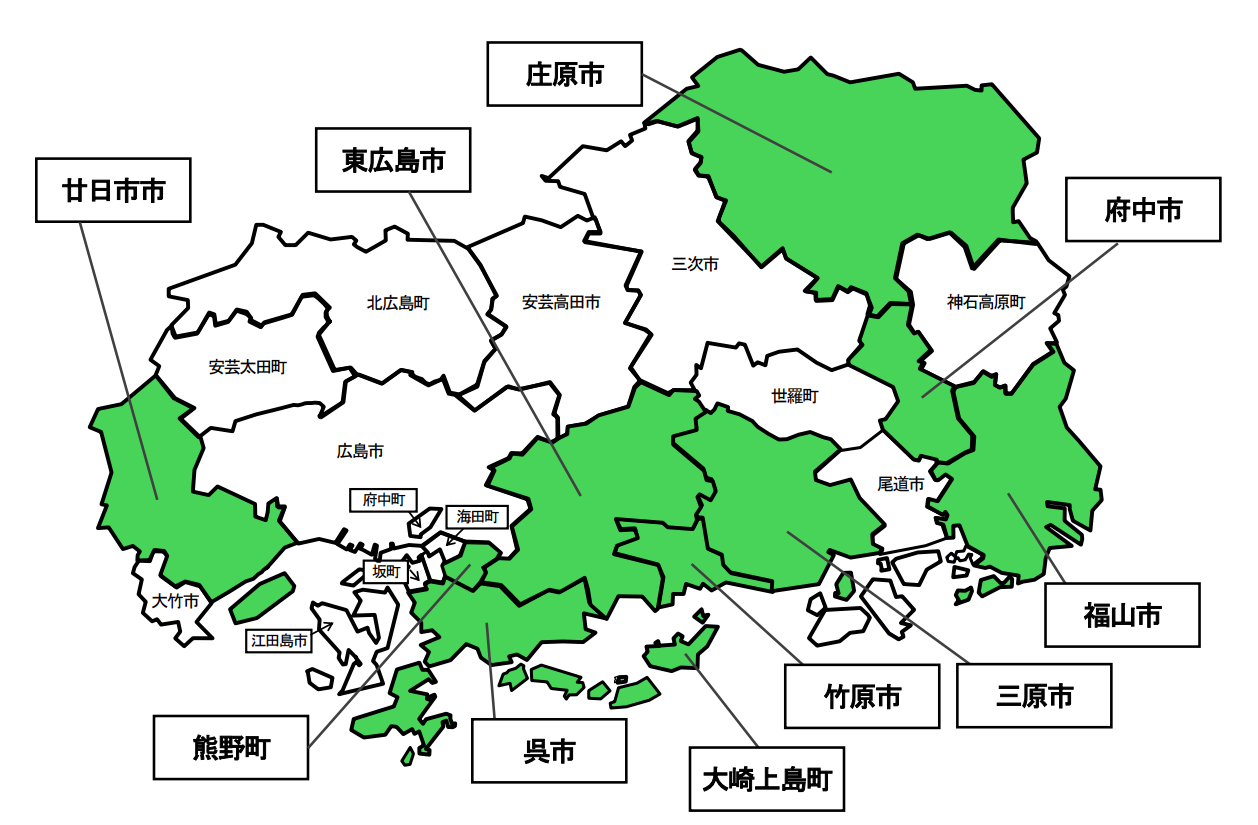 庄原市
東広島市
廿日市市
府中市
三次市
北広島町
安芸高田市
神石高原町
安芸太田町
世羅町
広島市
尾道市
府中町
海田町
坂町
大竹市
江田島市
福山市
竹原市
三原市
熊野町
呉市
大崎上島町